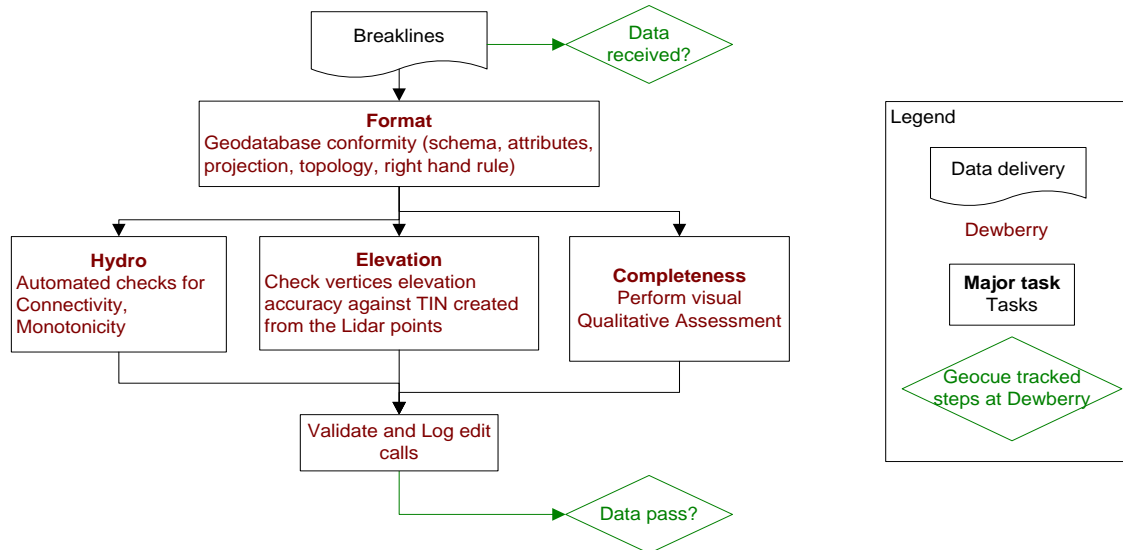 Breaklines
Data
received?
Format
Geodatabase conformity (schema, attributes,
projection, topology, right hand rule)
Hydro
Automated checks for
Connectivity,
Monotonicity
Elevation
Check vertices elevation
accuracy against TIN created
from the Lidar points
Completeness
Perform visual
Qualitative Assessment
Validate and Log edit
calls
Data pass?
Legend
Data delivery
Dewberry
Major task
Tasks
Geocue tracked
steps at Dewberry